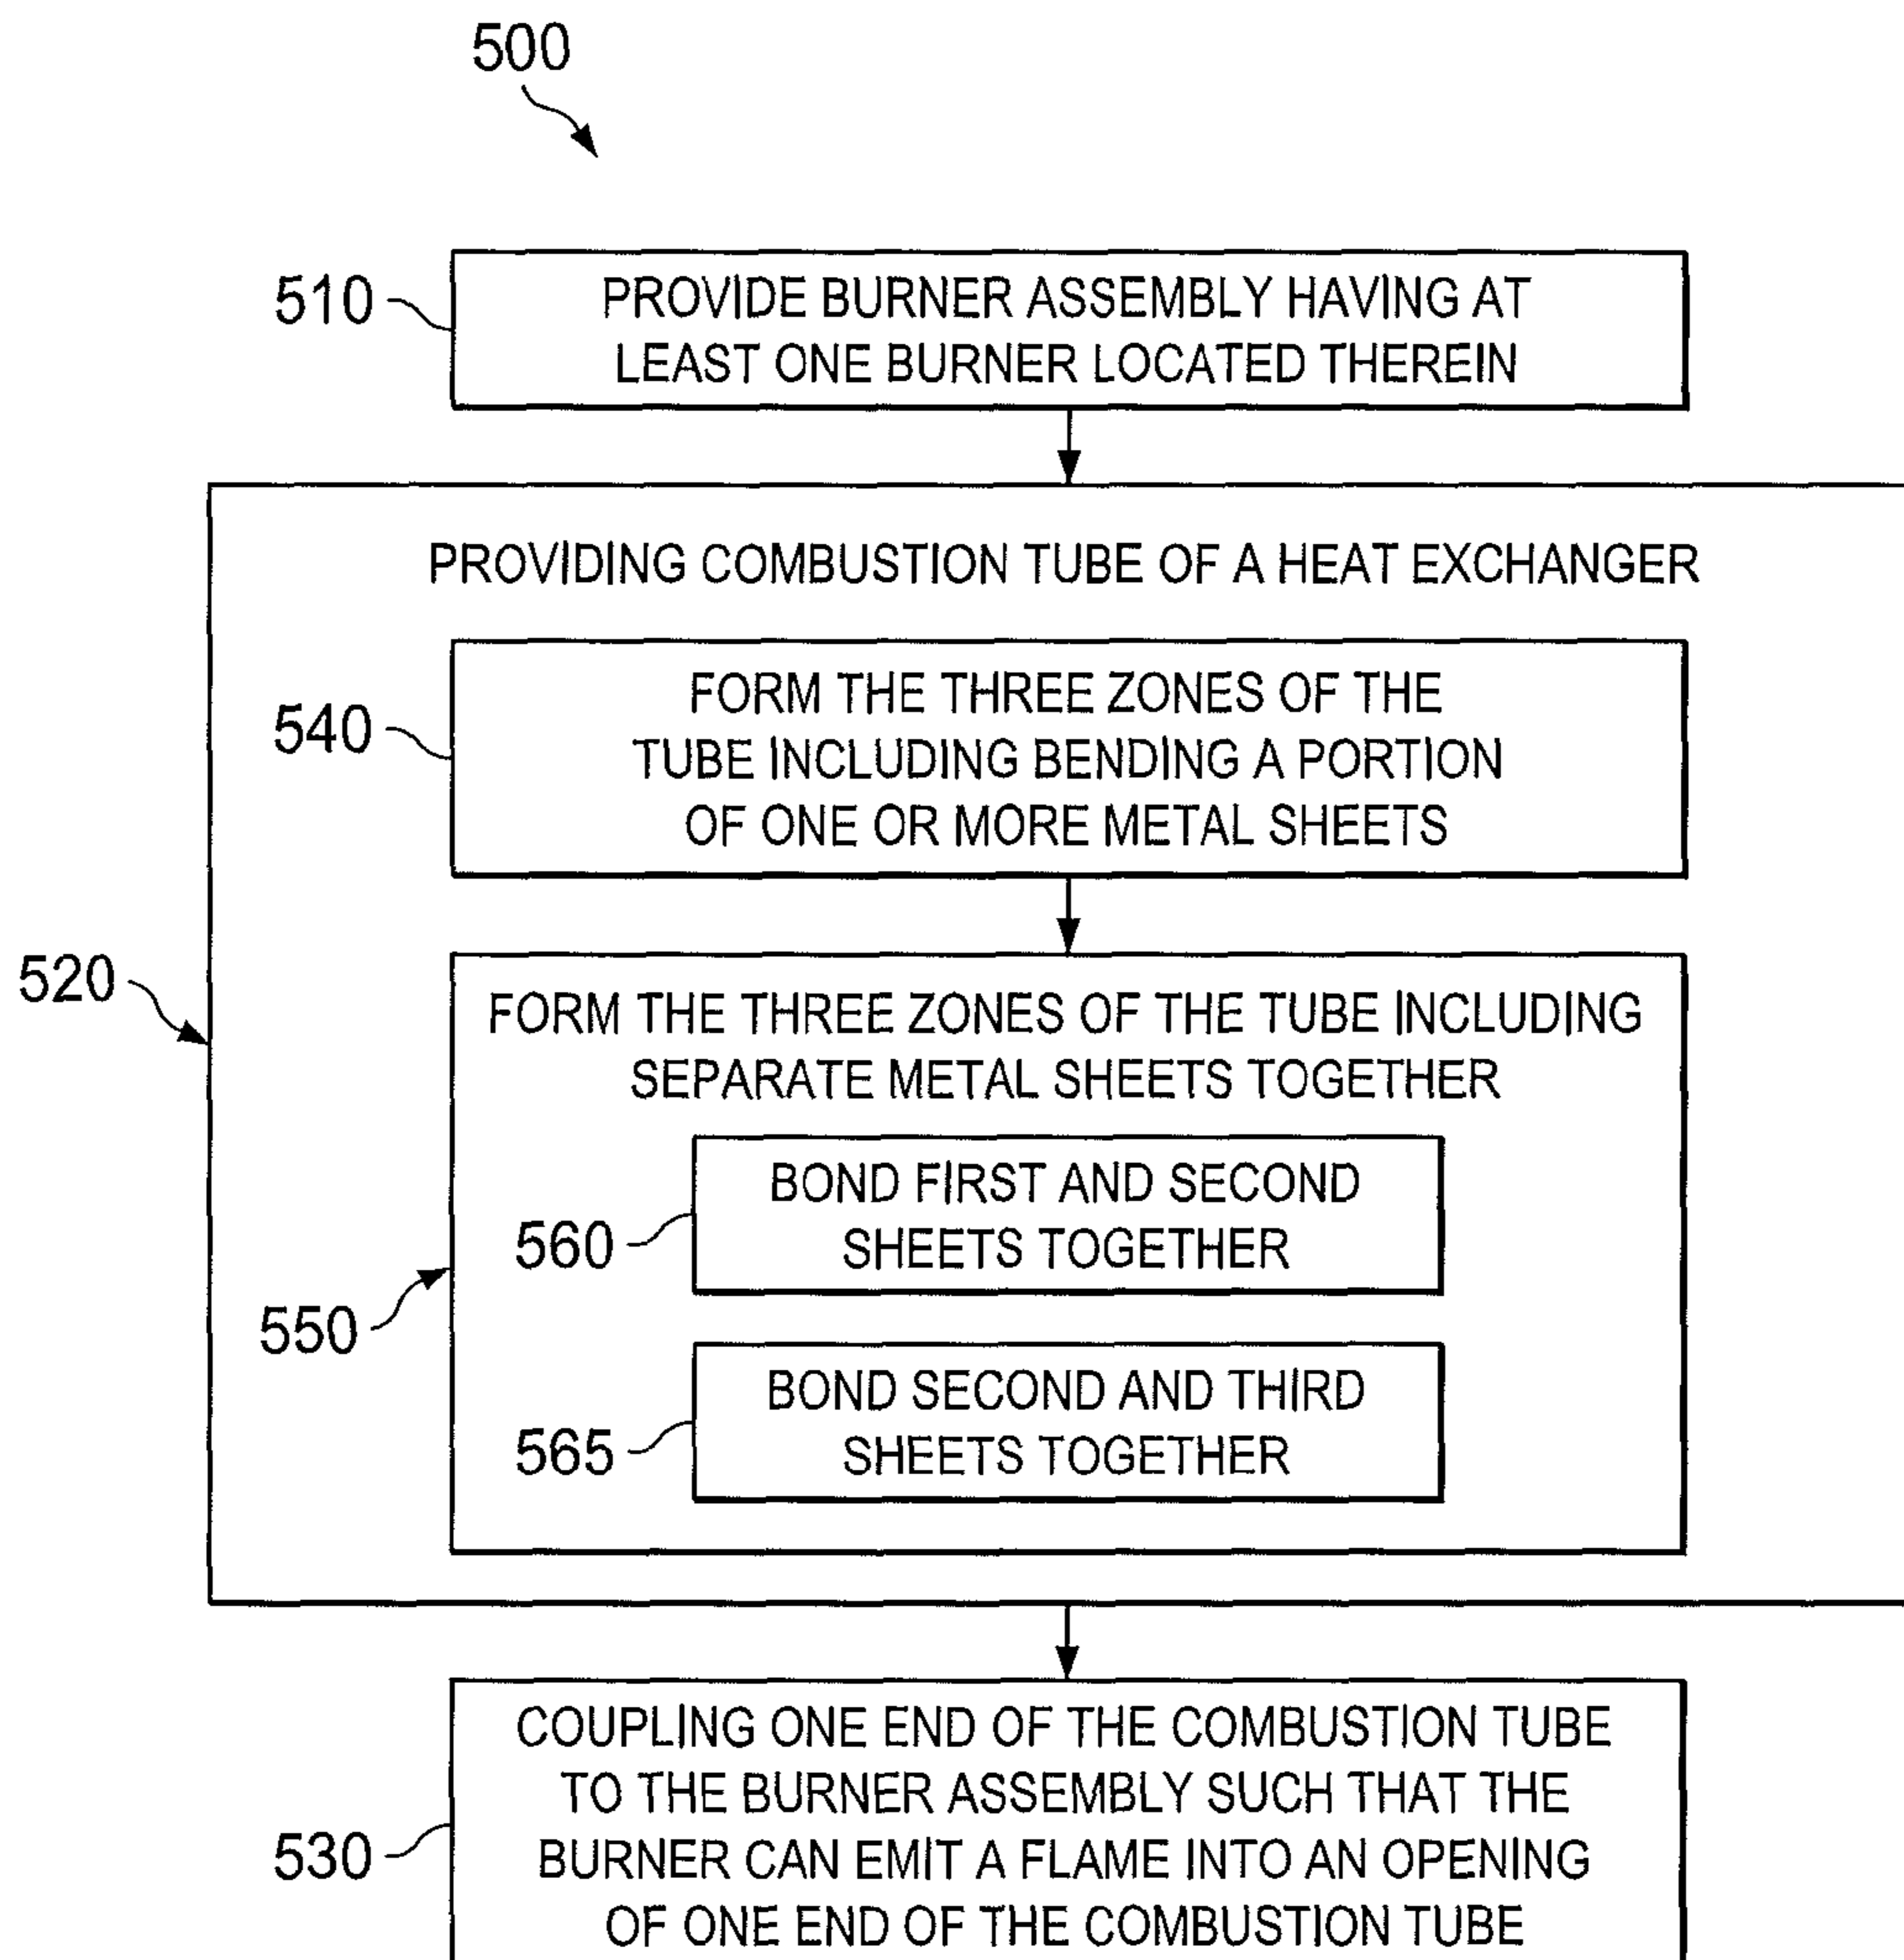 500
510
PROVIDE BURNER ASSEMBLY HAVING AT
LEAST ONE BURNER LOCATED THEREIN
PROVIDING COMBUSTION TUBE OF A HEAT EXCHANGER
540
FORM THE THREE ZONES OF THE
TUBE INCLUDING BENDING A PORTION
OF ONE OR MORE METAL SHEETS
520
FORM THE THREE ZONES OF THE TUBE INCLUDING
SEPARATE METAL SHEETS TOGETHER
550
560
BOND FIRST AND SECOND
SHEETS TOGETHER
565
BOND SECOND AND THIRD
SHEETS TOGETHER
530
COUPLING ONE END OF THE COMBUSTION TUBE
TO THE BURNER ASSEMBLY SUCH THAT THE
BURNER CAN EMIT A FLAME INTO AN OPENING
OF ONE END OF THE COMBUSTION TUBE